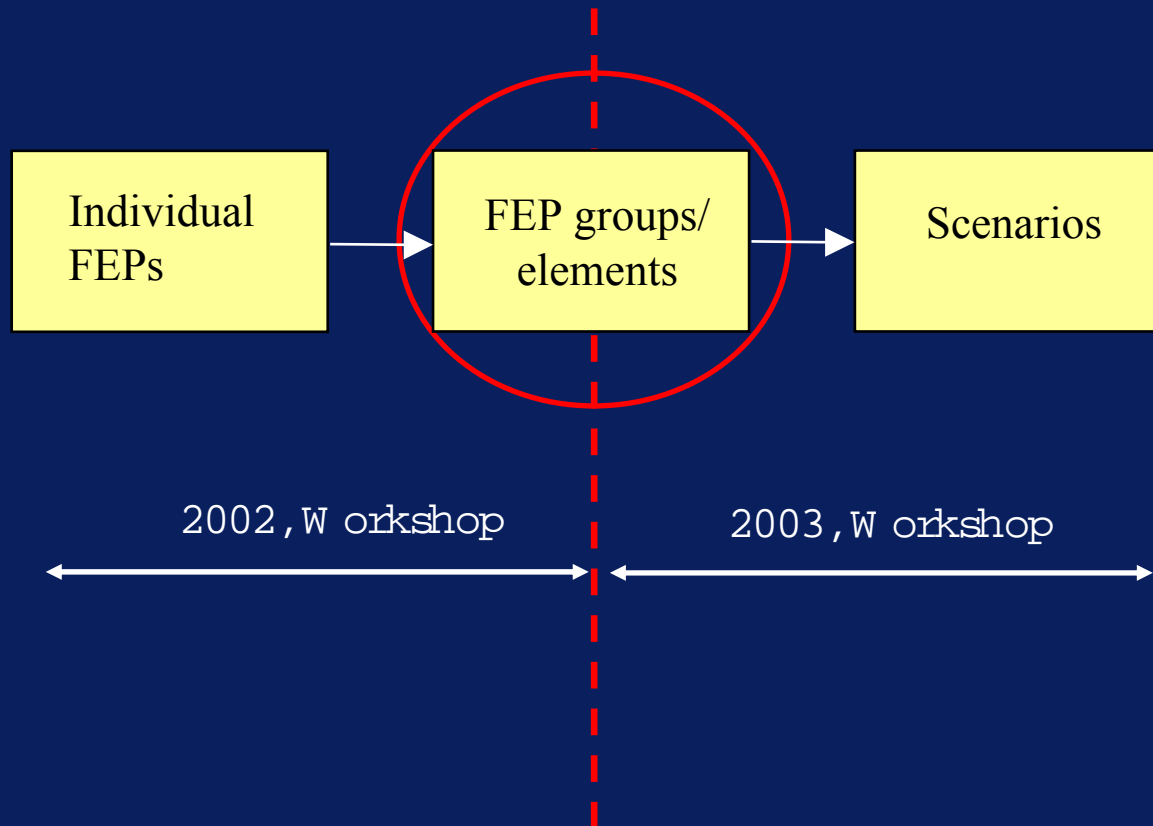 Individual
FEPs
FEP groups/
elements
Scenarios
2002,W orkshop
2003,W orkshop